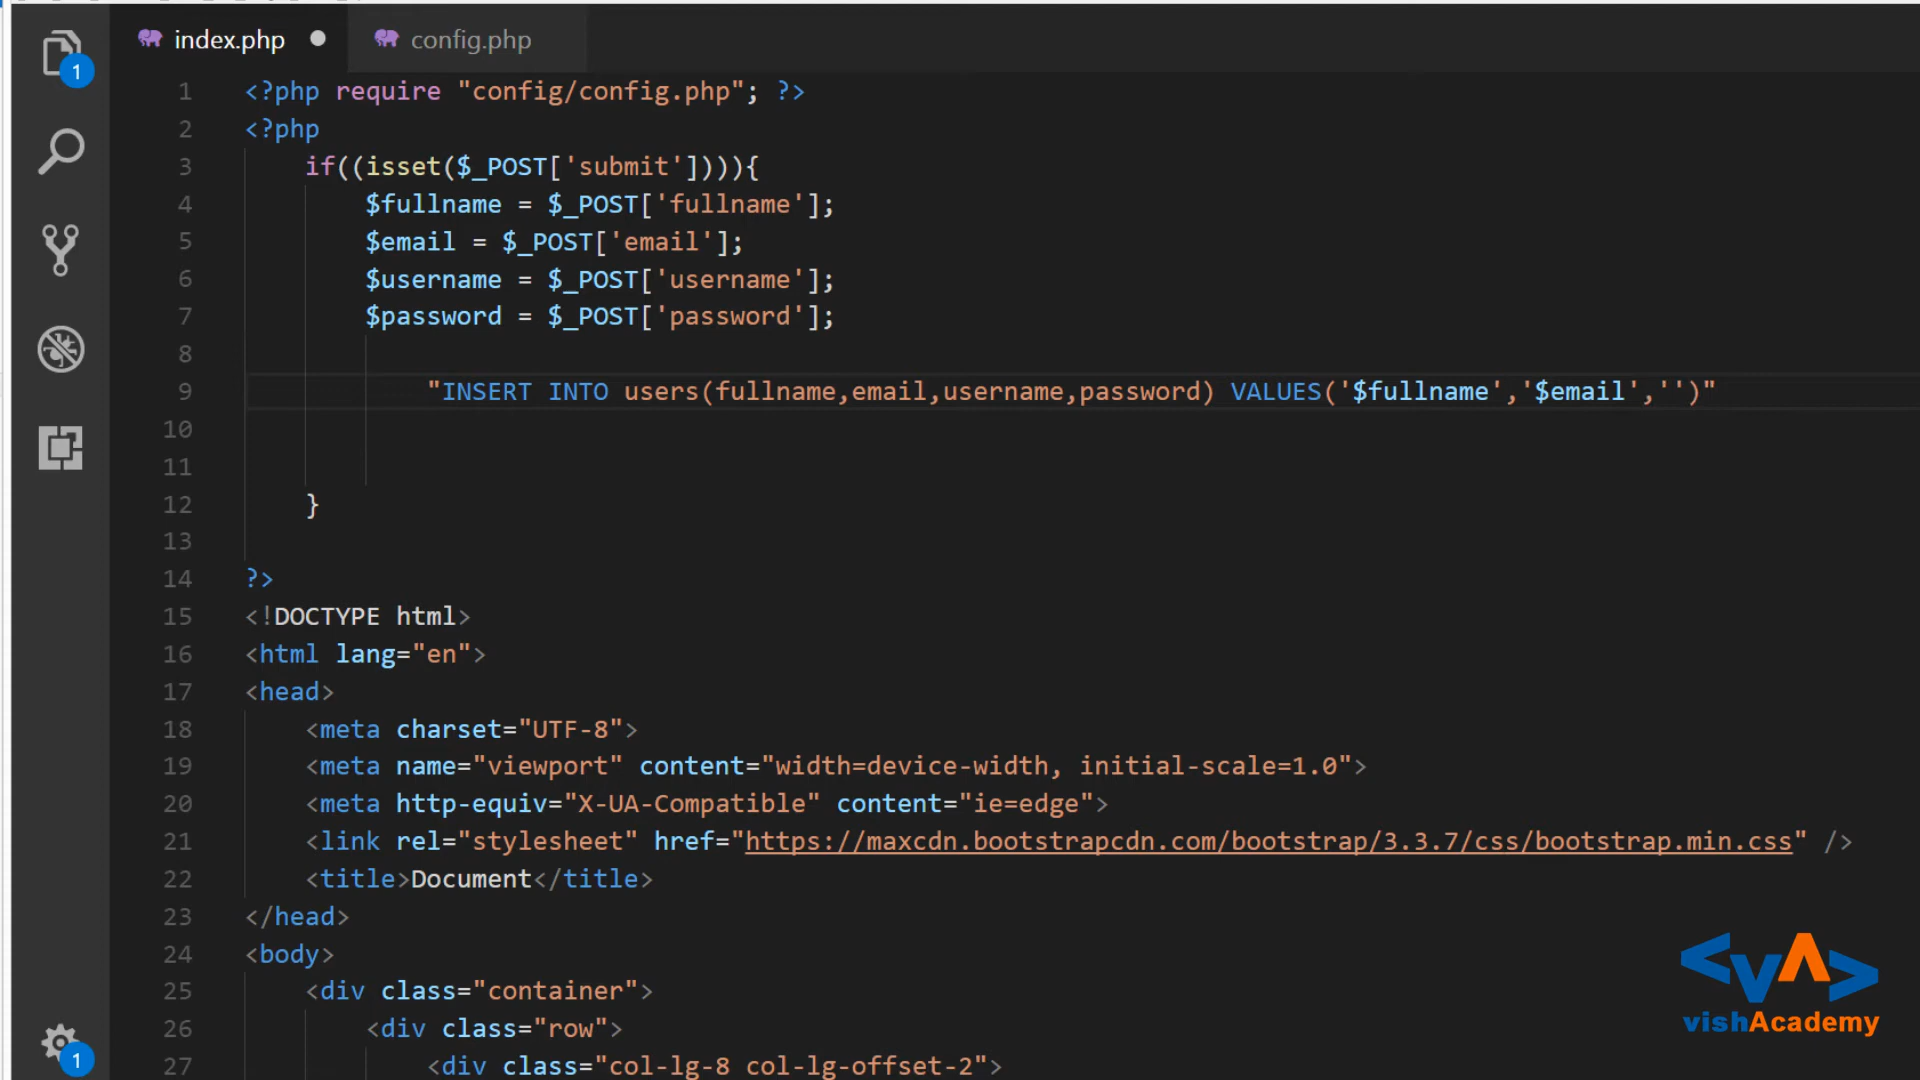 index.php
config.php
1
1 <?php require "config/config.php"; ?>
2 <?php
3 if((isset($_POST['submit']))){
4 $fullname = $_POST['fullname'];
5 $email = $_POST['email'];
6 $username = $_POST['username'];
7 $password = $_POST['password'];
8
9 "INSERT INTO users(fullname,email,username,password) VALUES('$fullname','$email','')"
10
11
12 }
13
14 ?>
15 <!DOCTYPE html>
16 <html lang="en">
17 <head>
18 <meta charset="UTF-8">
19 <meta name="viewport" content="width=device-width, initial-scale=1.0">
20 <meta http-equiv="X-UA-Compatible" content="ie=edge">
21 <link rel="stylesheet" href="https://maxcdn.bootstrapcdn.com/bootstrap/3.3.7/css/bootstrap.min.css" />
22 <title>Document</title>
23 </head>
24 <body>
25 <div class="container">
26 <div class="row">
27 <div class="col-lg-8 col-lg-offset-2">
1
<VA>
vishAcademy